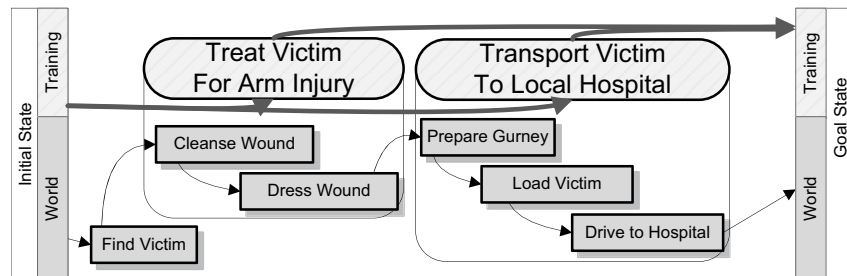 Initial State
Training
World
Treat Victim
For Arm Injury
Transport Victim
To Local Hospital
Cleanse Wound
Dress Wound
Find Victim
Prepare Gurney
Load Victim
Drive to Hospital
Training
World
Goal State